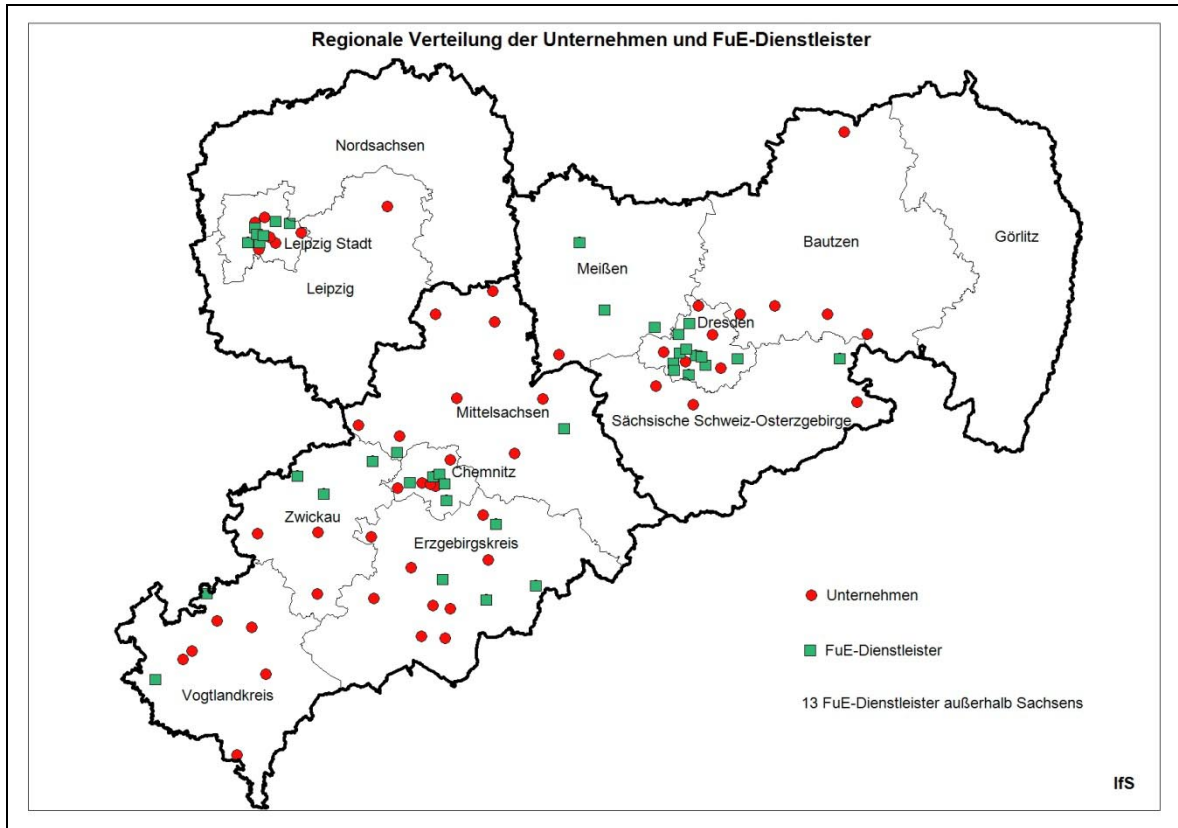 Regionale Verteilung der Unternehmen und FuE-Dienstleister
Nordsachsen
Leipzig Stadt
Leipzig
Meißen
Bautzen
Görlitz
Dresden
Mittelsachsen
Sächsische Schweiz-Osterzgebirge
Chemnitz
Zwickau
Erzgebirgskreis
Vogtlandkreis
Unternehmen
FuE-Dienstleister
13 FuE-Dienstleister außerhalb Sachsens
IfS